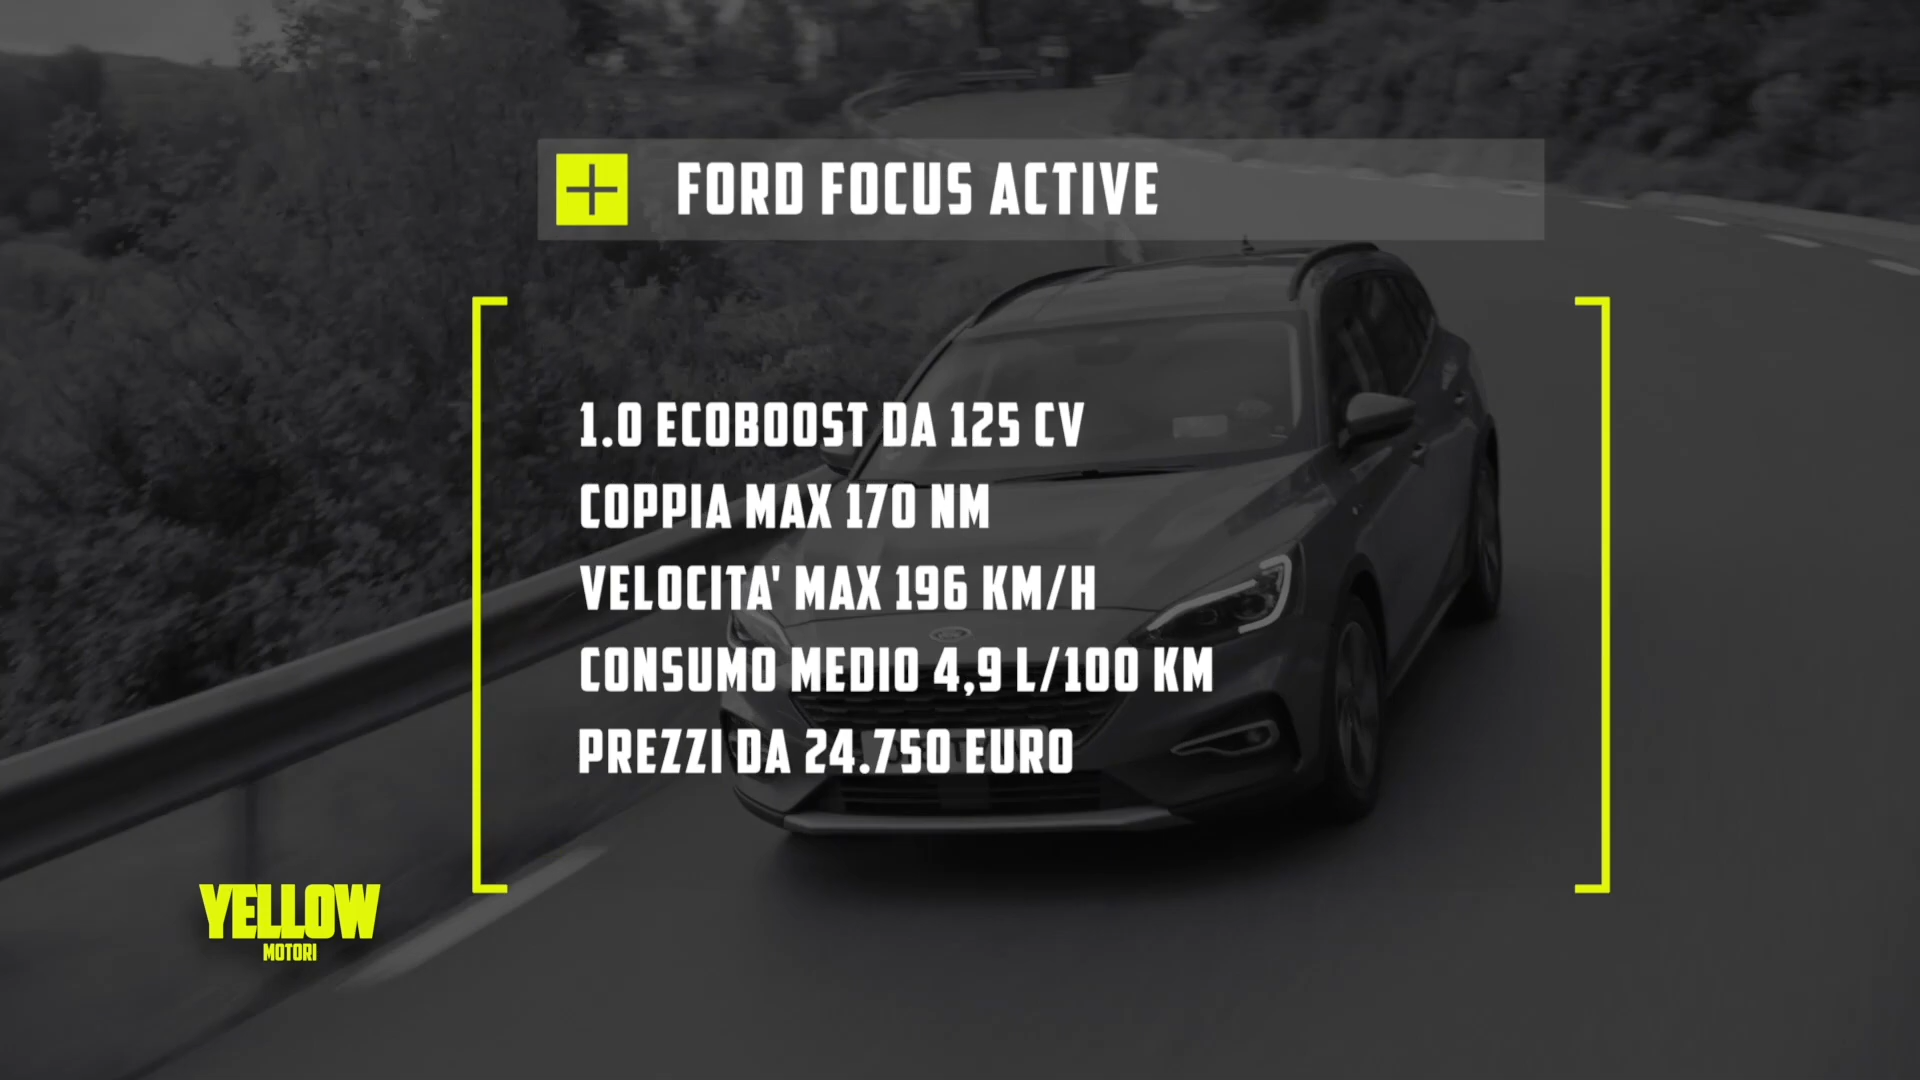 FORD FOCUS ACTIVE
1.0 ECOBOOST DA 125 CV
COPPIA MAX 170 NM
VELOCITA' MAX 196 KM/H
CONSUMO MEDIO 4,9 L/100 KM
PREZZI DA 24.750 EURO
YELLOW
MOTORI